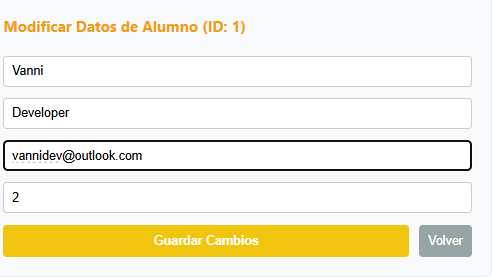 Modificar Datos de Alumno (ID: 1)
Vanni
Developer
vannidev@outlook.com
2
Guardar Cambios Volver